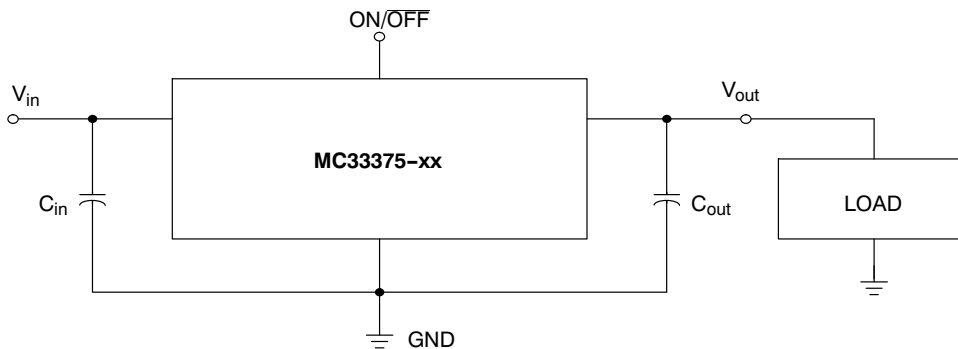 ON/OFF
V_in
V_out
MC33375–xx
C_in
C_out
LOAD
GND